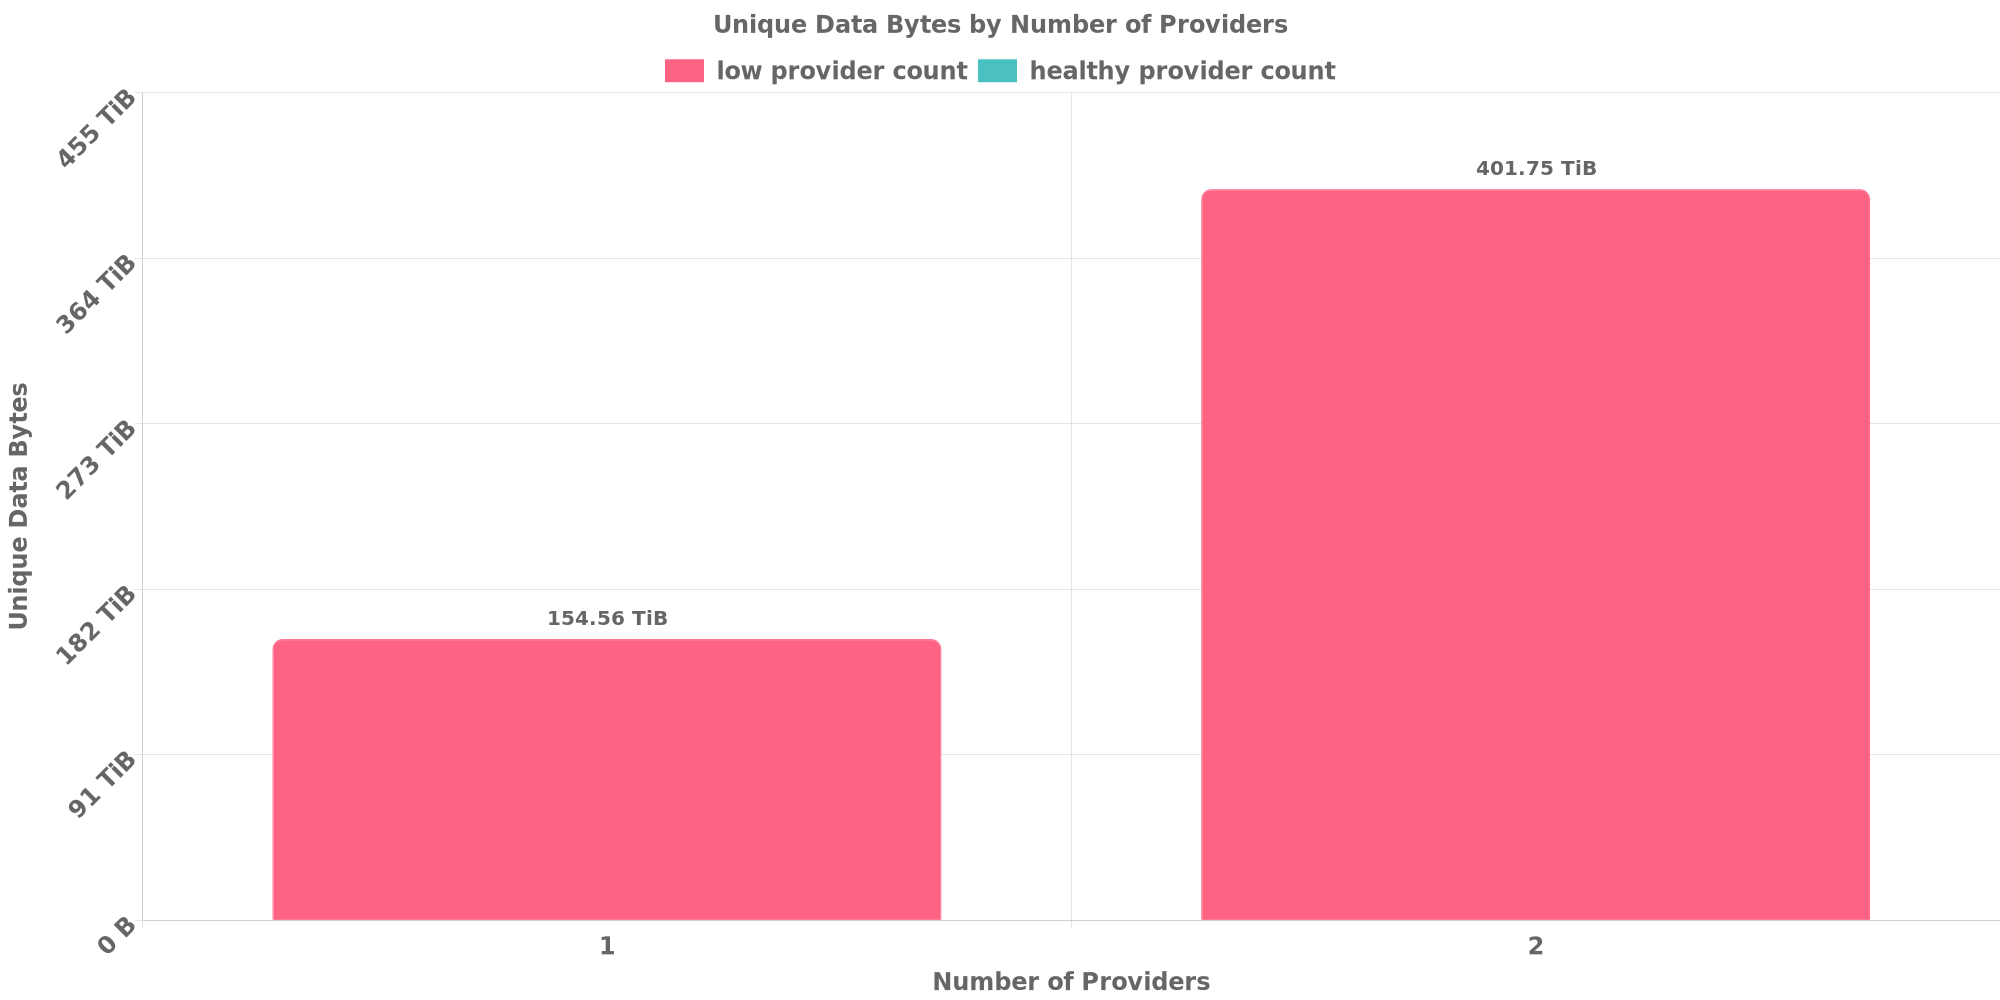 Unique Data Bytes by Number of Providers
low provider count
healthy provider count
455 TiB
364 TiB
273 TiB
182 TiB
91 TiB
0 B
Unique Data Bytes
154.56 TiB
401.75 TiB
1
2
Number of Providers